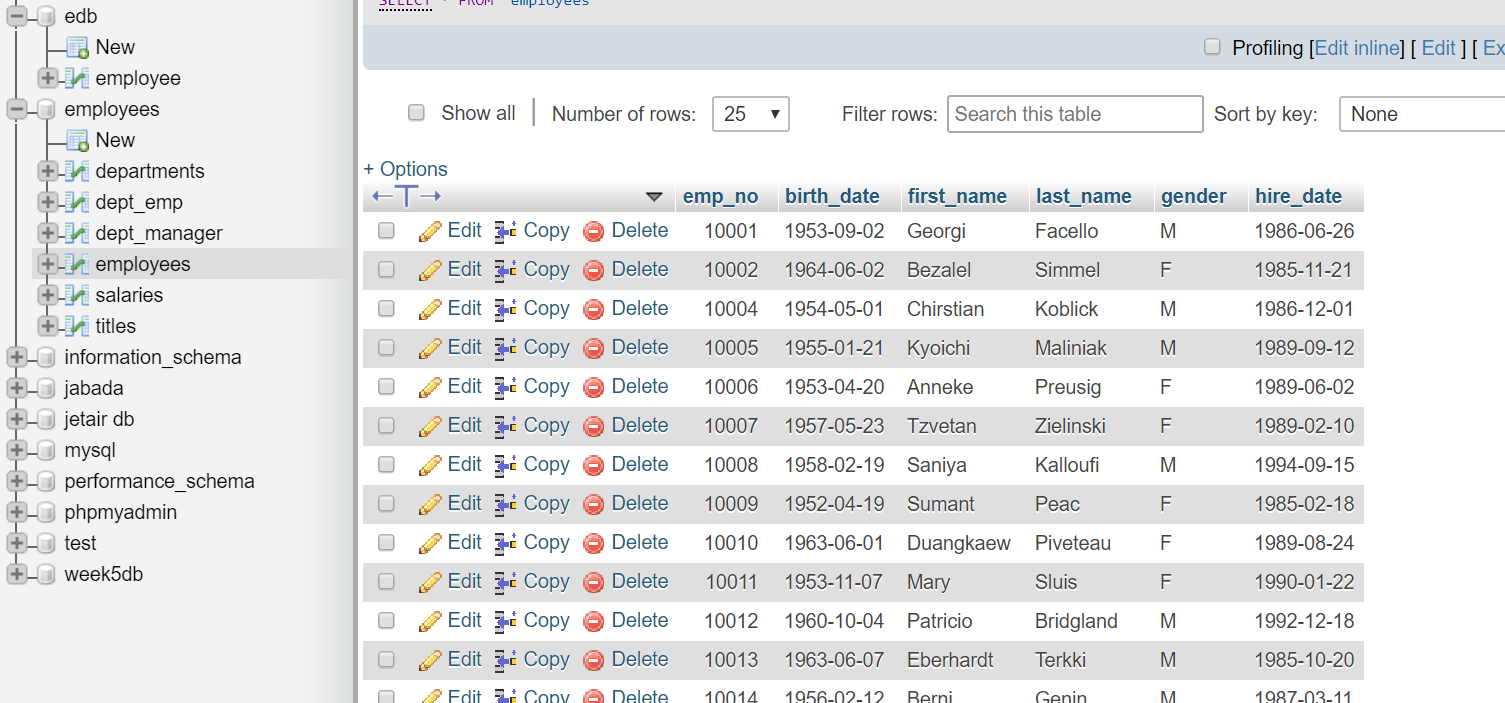 edb
New
employee
employees
New
departments
dept_emp
dept_manager
employees
salaries
titles
information_schema
jabada
jetair db
mysql
performance_schema
phpmyadmin
test
week5db
SELECT * FROM `employees`
Profiling [Edit inline] [ Edit ] [ Ex
Show all | Number of rows: 25 Filter rows: Search this table Sort by key: None
+ Options
←T→ emp_no birth_date first_name last_name gender hire_date
Edit Copy Delete 10001 1953-09-02 Georgi Facello M 1986-06-26
Edit Copy Delete 10002 1964-06-02 Bezalel Simmel F 1985-11-21
Edit Copy Delete 10004 1954-05-01 Chirstian Koblick M 1986-12-01
Edit Copy Delete 10005 1955-01-21 Kyoichi Maliniak M 1989-09-12
Edit Copy Delete 10006 1953-04-20 Anneke Preusig F 1989-06-02
Edit Copy Delete 10007 1957-05-23 Tzvetan Zielinski F 1989-02-10
Edit Copy Delete 10008 1958-02-19 Saniya Kalloufi M 1994-09-15
Edit Copy Delete 10009 1952-04-19 Sumant Peac F 1985-02-18
Edit Copy Delete 10010 1963-06-01 Duangkaew Piveteau F 1989-08-24
Edit Copy Delete 10011 1953-11-07 Mary Sluis F 1990-01-22
Edit Copy Delete 10012 1960-10-04 Patricio Bridgland M 1992-12-18
Edit Copy Delete 10013 1963-06-07 Eberhardt Terkki M 1985-10-20
Edit Copy Delete 10014 1956-02-12 Berni Genin M 1987-03-11